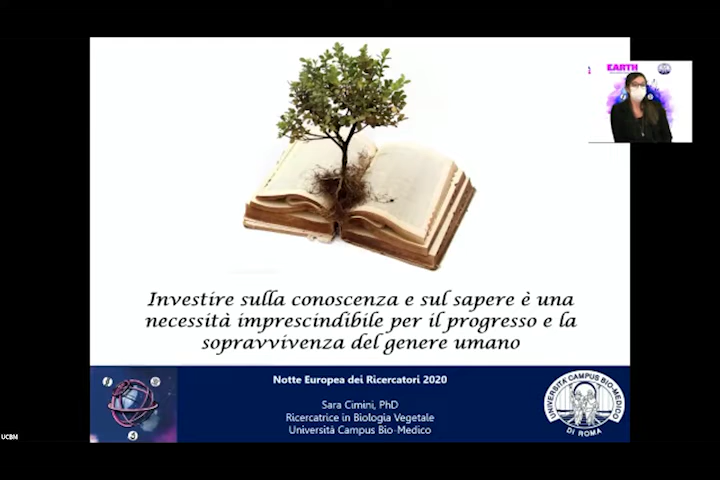 EARTH
Investire sulla conoscenza e sul sapere è una
necessità imprescindibile per il progresso e la
sopravvivenza del genere umano
Notte Europea dei Ricercatori 2020
Sara Cimini, PhD
Ricercatrice in Biologia Vegetale
Università Campus Bio-Medico
UNIVERSITÀ CAMPUS BIO-MEDICO
DI ROMA
UCBM